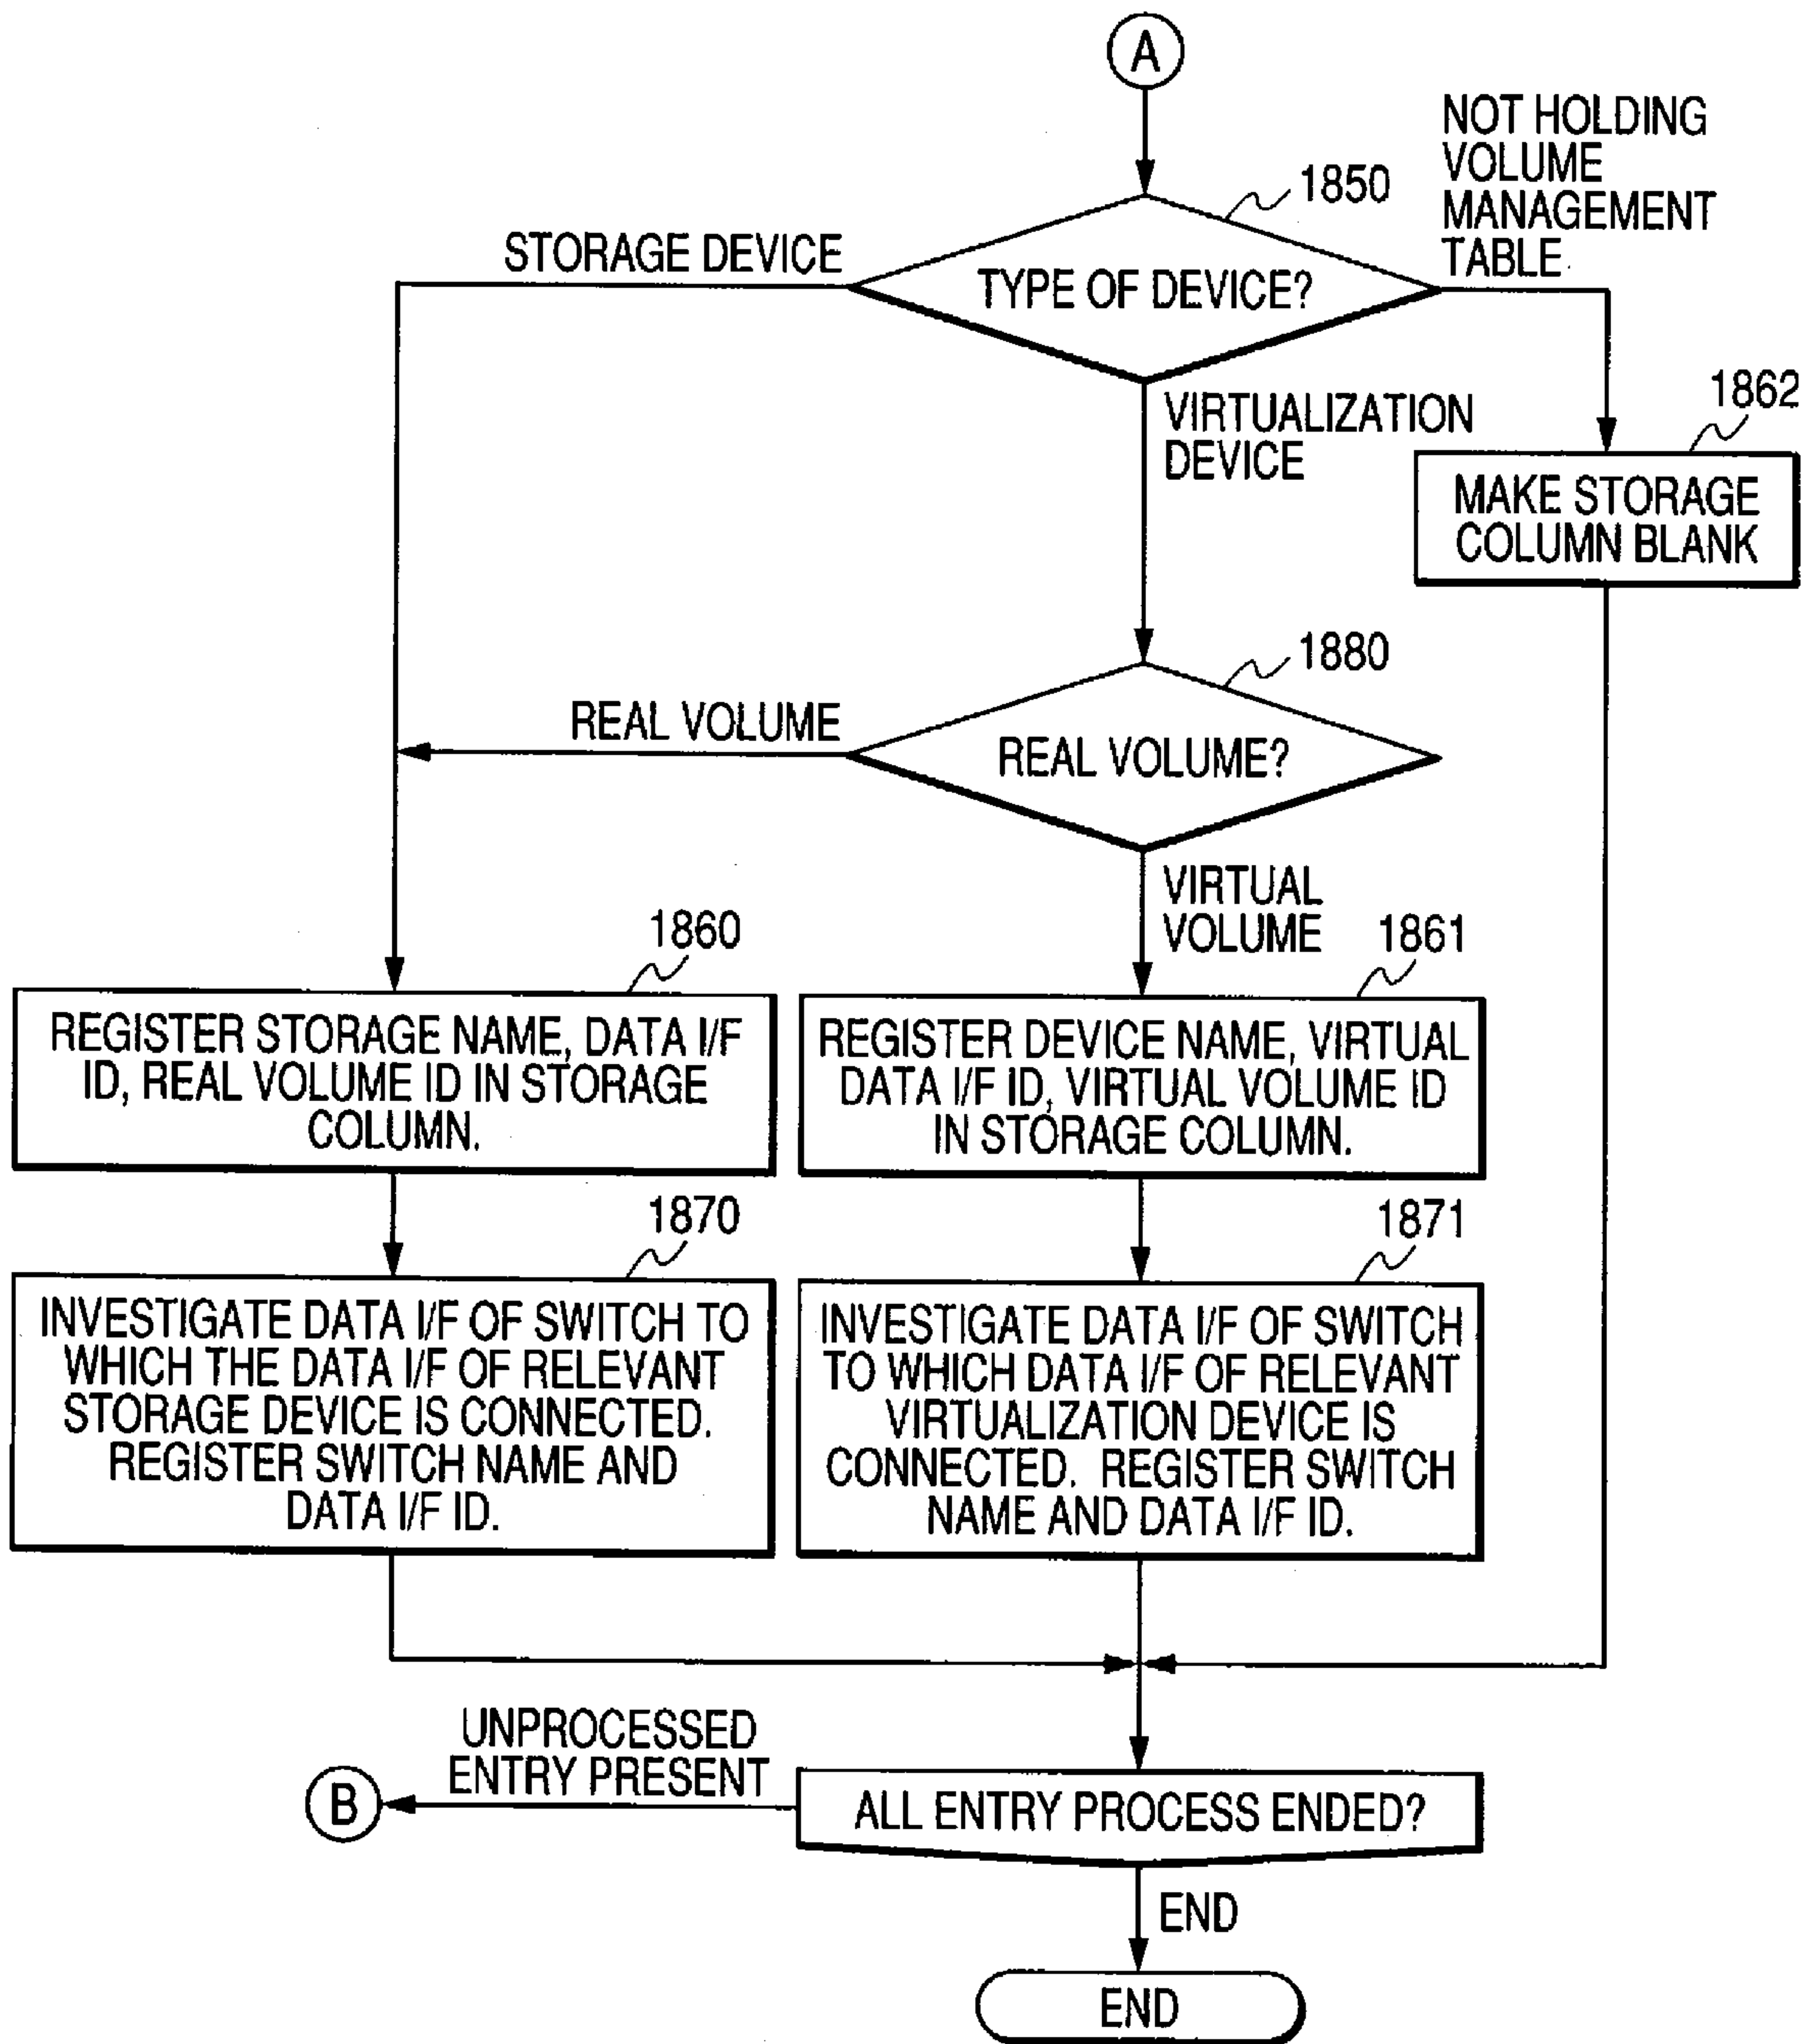 A
NOT HOLDING
VOLUME
MANAGEMENT
TABLE
1850
STORAGE DEVICE
TYPE OF DEVICE?
1862
VIRTUALIZATION
DEVICE
MAKE STORAGE
COLUMN BLANK
1880
REAL VOLUME
REAL VOLUME?
VIRTUAL
VOLUME
1860
1861
REGISTER STORAGE NAME, DATA I/F
ID, REAL VOLUME ID IN STORAGE
COLUMN.
REGISTER DEVICE NAME, VIRTUAL
DATA I/F ID, VIRTUAL VOLUME ID
IN STORAGE COLUMN.
1870
1871
INVESTIGATE DATA I/F OF SWITCH TO
WHICH THE DATA I/F OF RELEVANT
STORAGE DEVICE IS CONNECTED.
REGISTER SWITCH NAME AND
DATA I/F ID.
INVESTIGATE DATA I/F OF SWITCH
TO WHICH DATA I/F OF RELEVANT
VIRTUALIZATION DEVICE IS
CONNECTED. REGISTER SWITCH
NAME AND DATA I/F ID.
UNPROCESSED
ENTRY PRESENT
B
ALL ENTRY PROCESS ENDED?
END
END